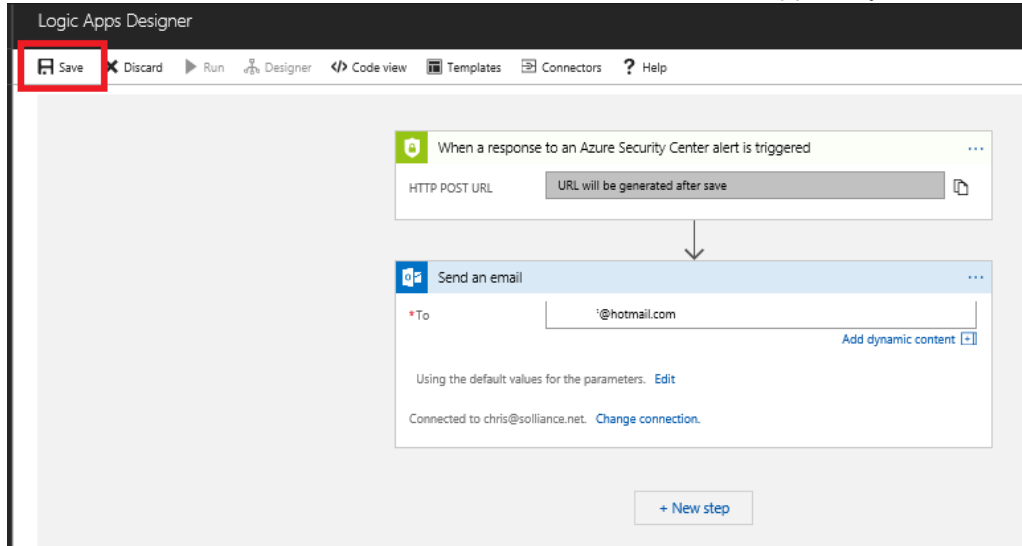 Logic Apps Designer
Save Discard Run Designer </> Code view Templates Connectors ? Help
When a response to an Azure Security Center alert is triggered ...
HTTP POST URL URL will be generated after save
Send an email ...
*To @hotmail.com
Add dynamic content
Using the default values for the parameters. Edit
Connected to chris@solliance.net. Change connection.
+ New step